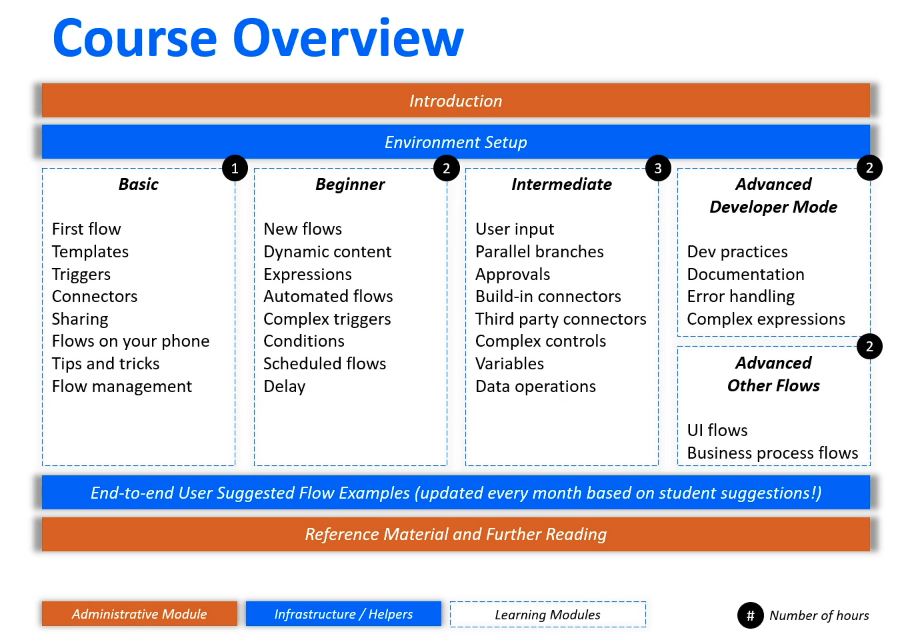 Course Overview
Introduction
Environment Setup
1
Basic
First flow
Templates
Triggers
Connectors
Sharing
Flows on your phone
Tips and tricks
Flow management
2
Beginner
New flows
Dynamic content
Expressions
Automated flows
Complex triggers
Conditions
Scheduled flows
Delay
3
Intermediate
User input
Parallel branches
Approvals
Build-in connectors
Third party connectors
Complex controls
Variables
Data operations
2
Advanced
Developer Mode
Dev practices
Documentation
Error handling
Complex expressions
2
Advanced
Other Flows
UI flows
Business process flows
End-to-end User Suggested Flow Examples (updated every month based on student suggestions!)
Reference Material and Further Reading
Administrative Module
Infrastructure / Helpers
Learning Modules
# Number of hours